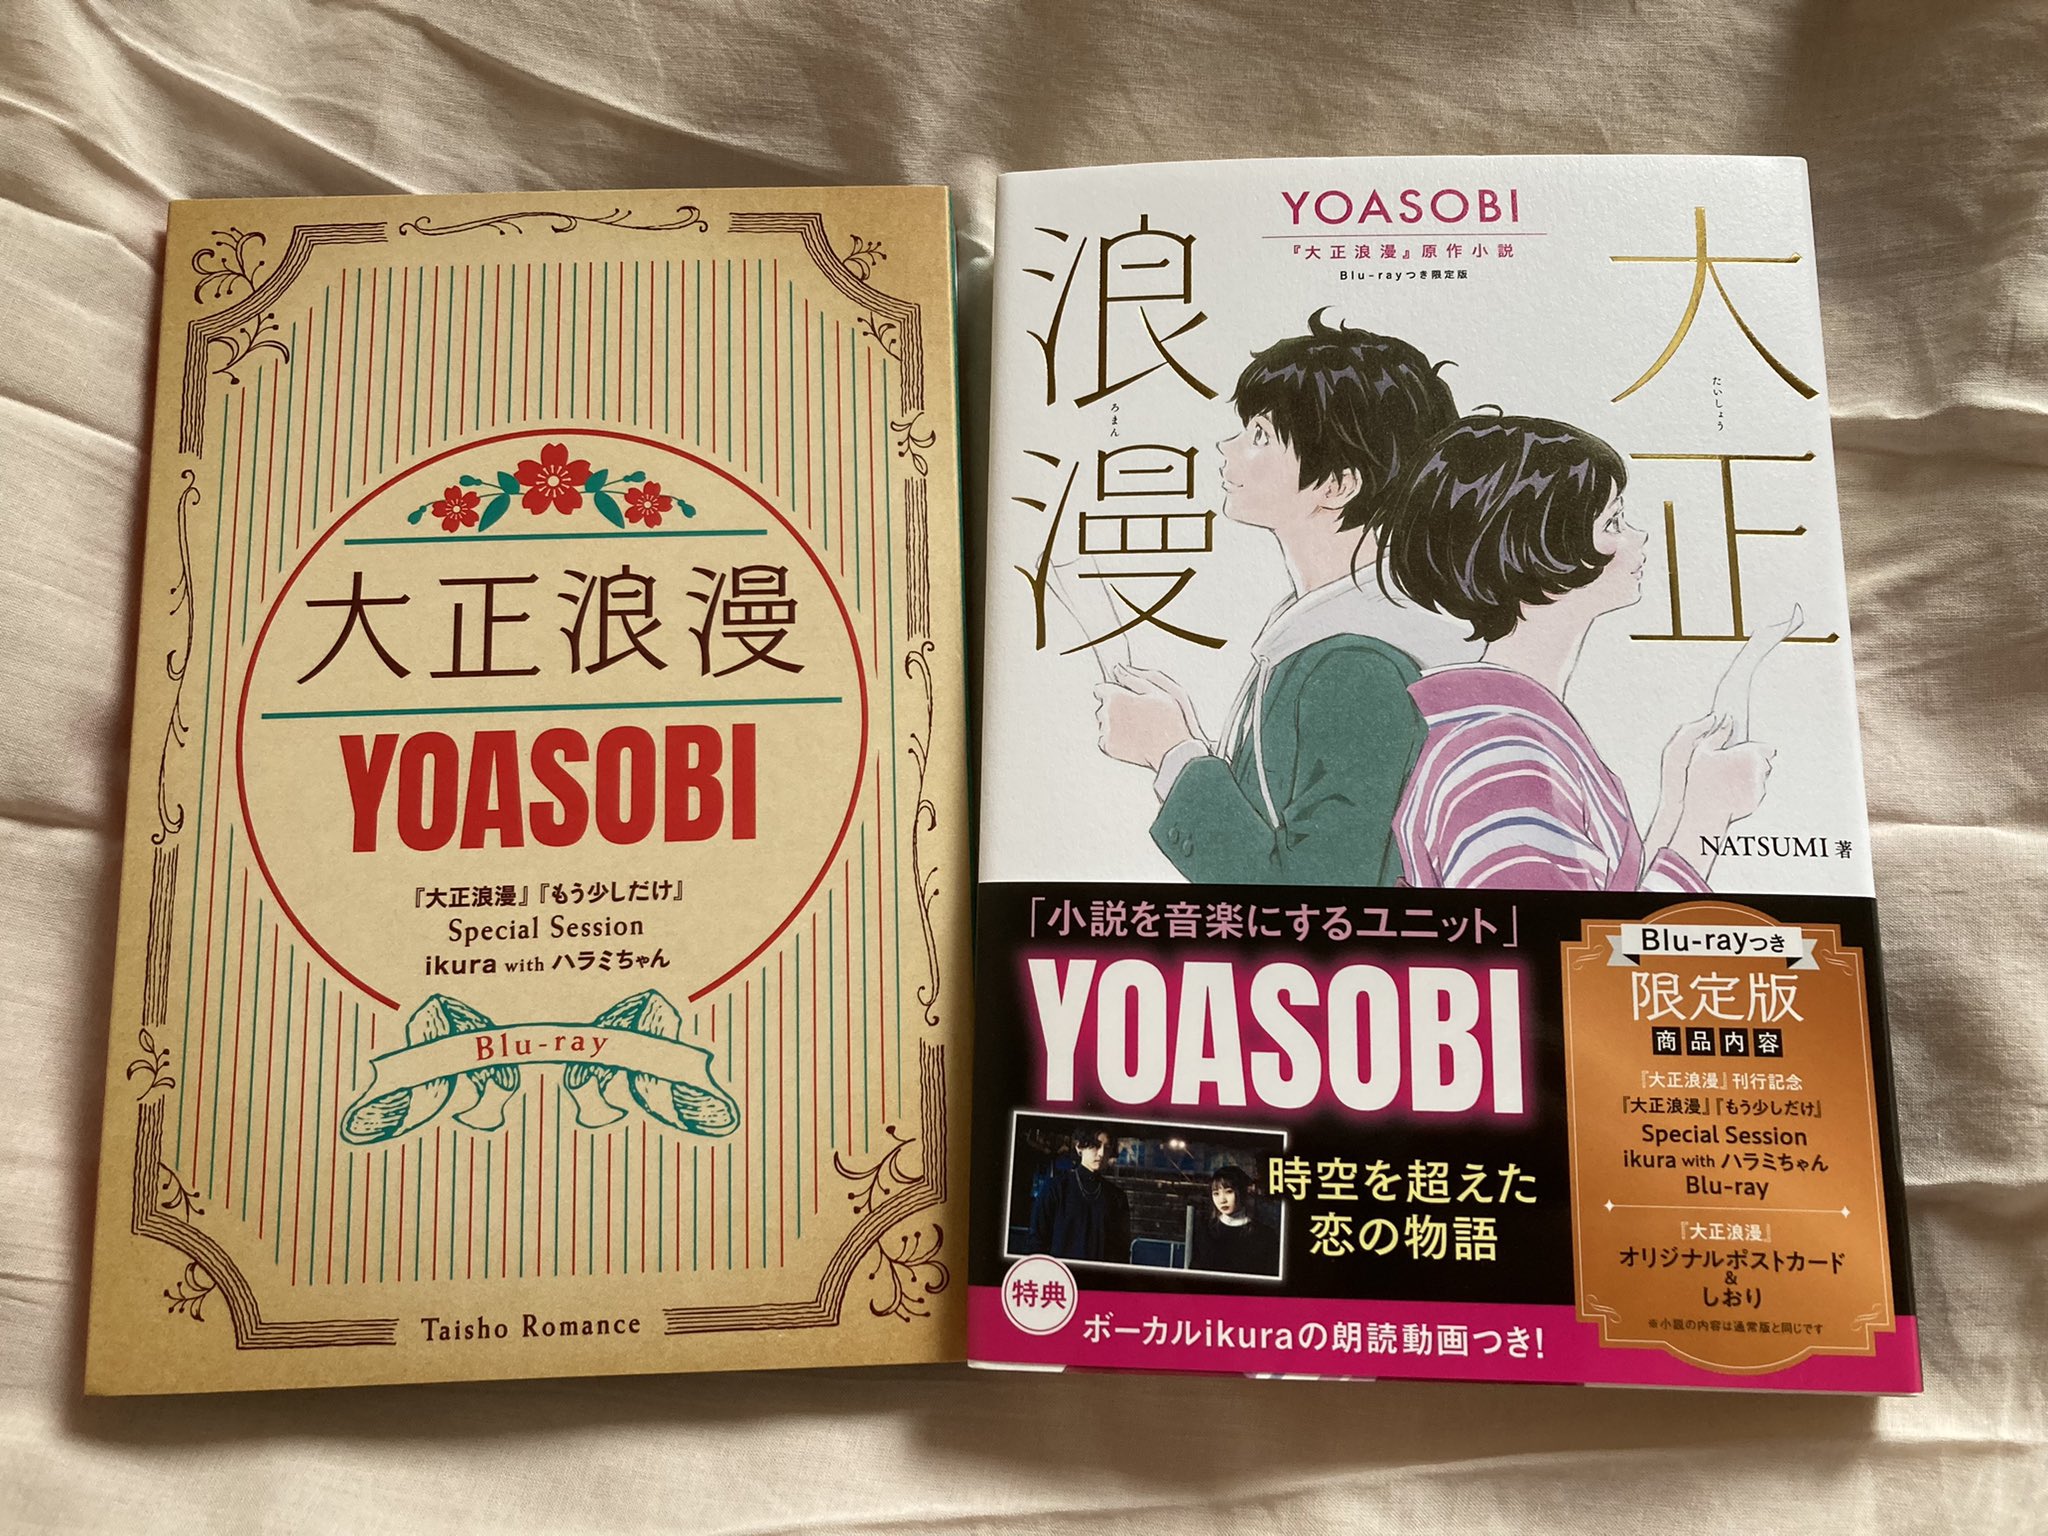 大正浪漫
YOASOBI
『大正浪漫』『もう少しだけ』
Special Session
ikura with ハラミちゃん
Blu-ray
Taisho Romance
YOASOBI
『大正浪漫』原作小説
Blu-rayつき限定版
大正
たいしょう
浪漫
ろまん
NATSUMI 著
「小説を音楽にするユニット」
YOASOBI
時空を超えた
恋の物語
特典
ボーカルikuraの朗読動画つき!
Blu-rayつき
限定版
商品内容
『大正浪漫』刊行記念
『大正浪漫』『もう少しだけ』
Special Session
ikura with ハラミちゃん
Blu-ray
『大正浪漫』
オリジナルポストカード
&
しおり
※小説の内容は通常版と同じです